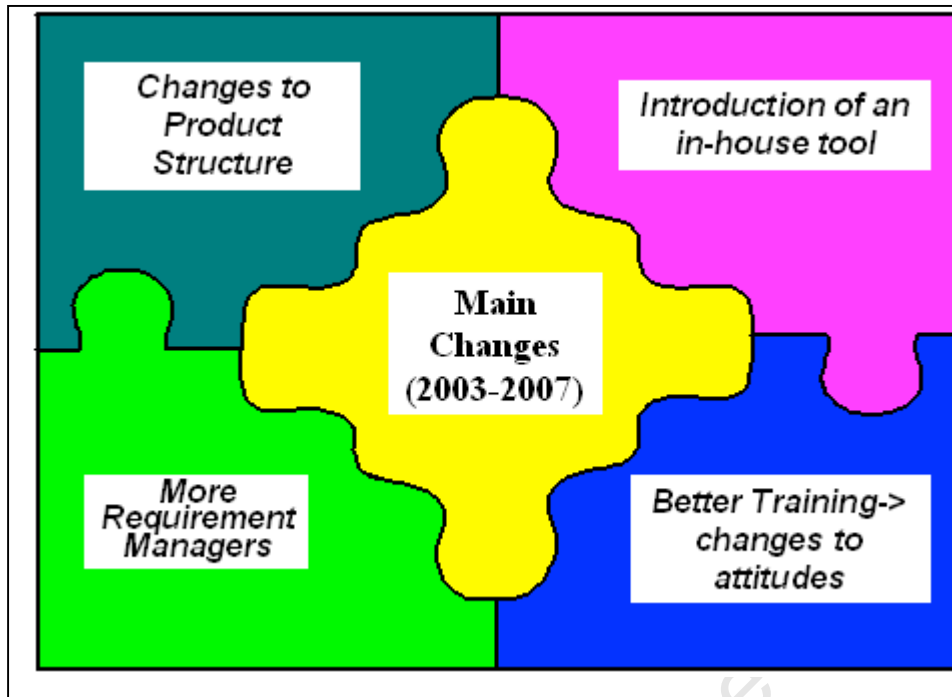 Changes to
Product
Structure
Introduction of an
in-house tool
Main
Changes
(2003-2007)
More
Requirement
Managers
Better Training->
changes to
attitudes